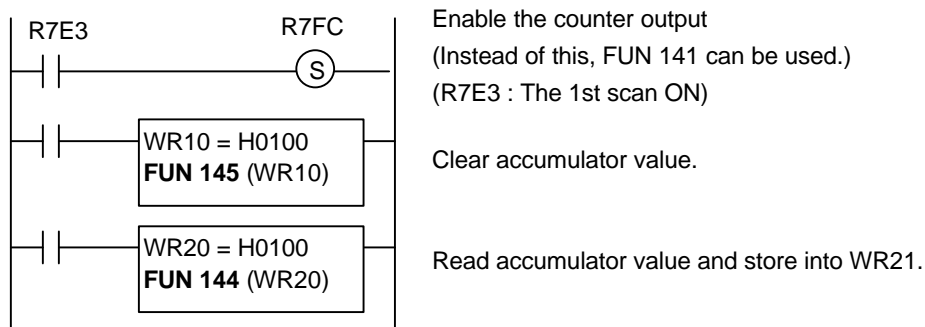 R7E3 R7FC
S
Enable the counter output
(Instead of this, FUN 141 can be used.)
(R7E3 : The 1st scan ON)
WR10 = H0100
FUN 145 (WR10)
Clear accumulator value.
WR20 = H0100
FUN 144 (WR20)
Read accumulator value and store into WR21.